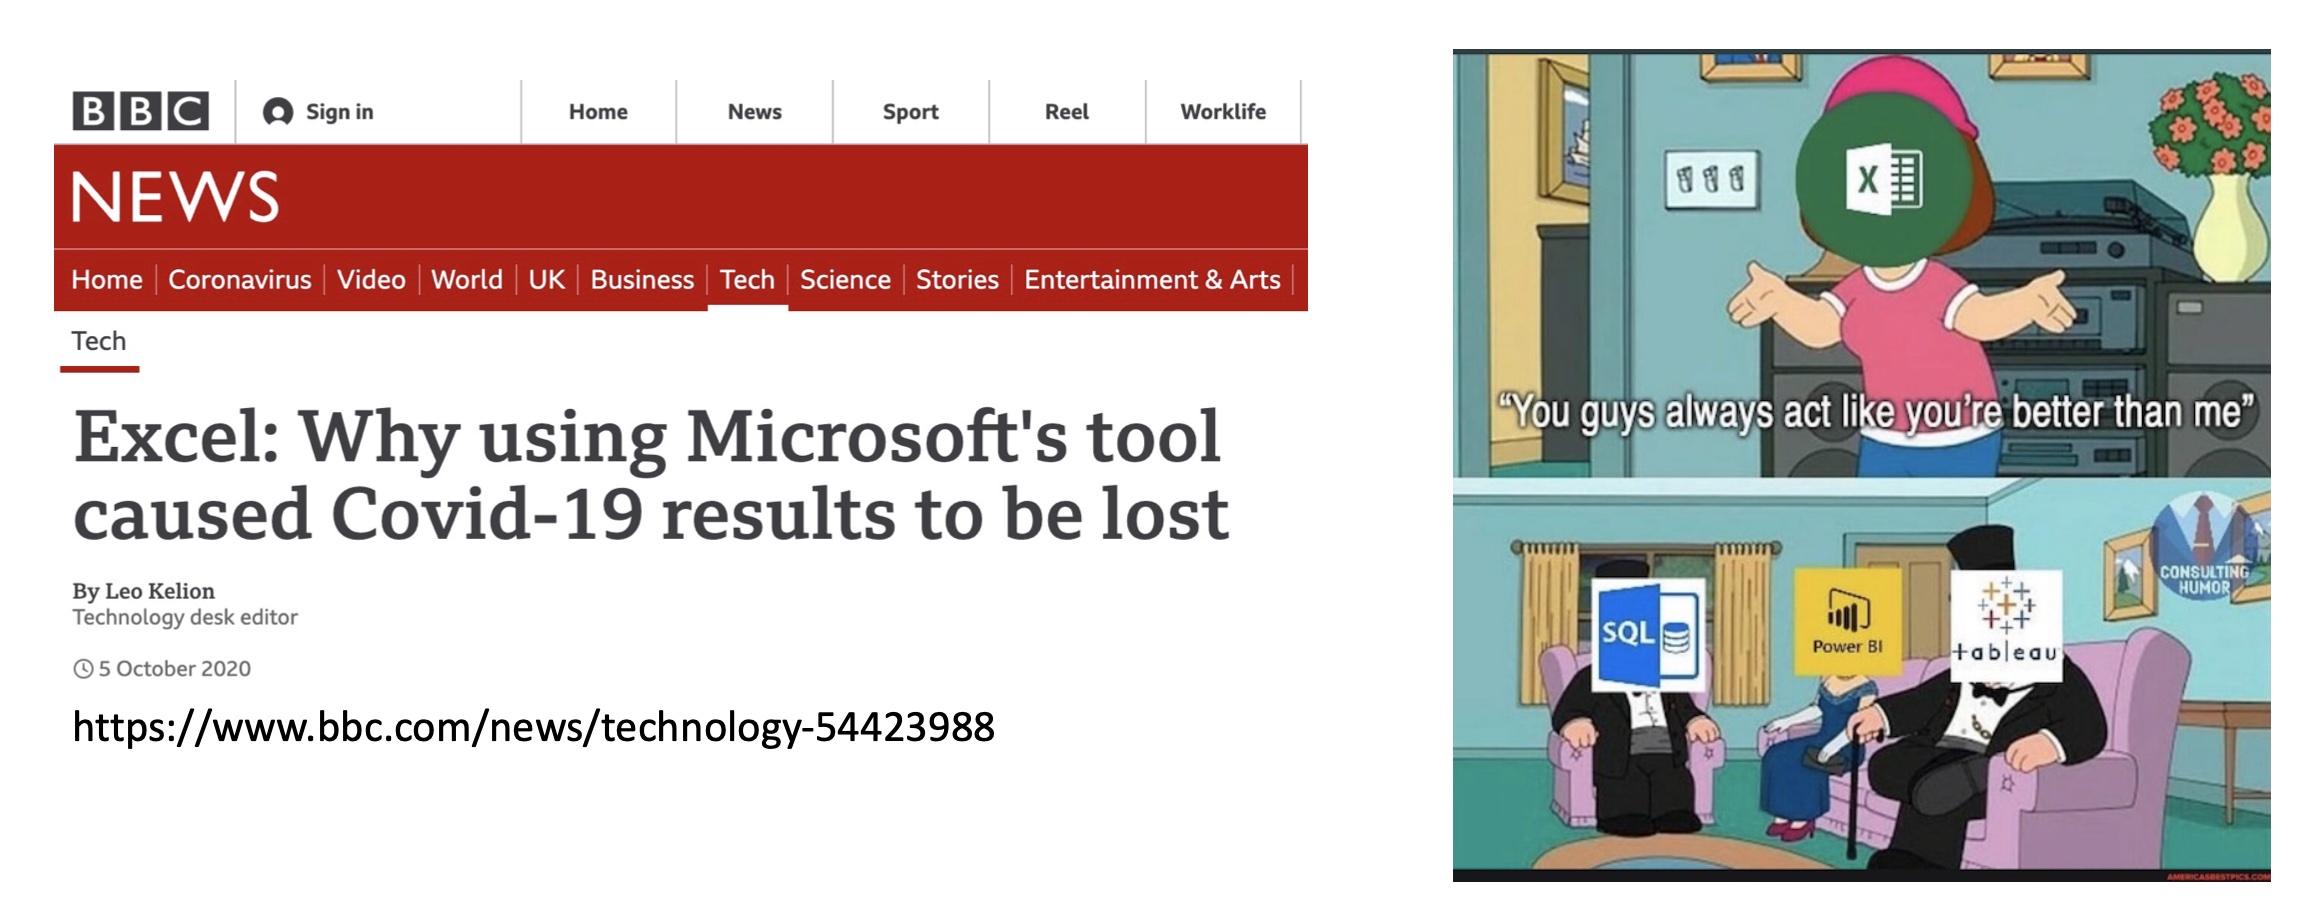 BBC Sign in Home News Sport Reel Worklife
NEWS
Home Coronavirus Video World UK Business Tech Science Stories Entertainment & Arts
Tech
Excel: Why using Microsoft's tool
caused Covid-19 results to be lost
By Leo Kelion
Technology desk editor
5 October 2020
https://www.bbc.com/news/technology-54423988
X
“You guys always act like you’re better than me”
CONSULTING
HUMOR
SQL
Power BI
+ableau
AMERICASBESTPICS.COM